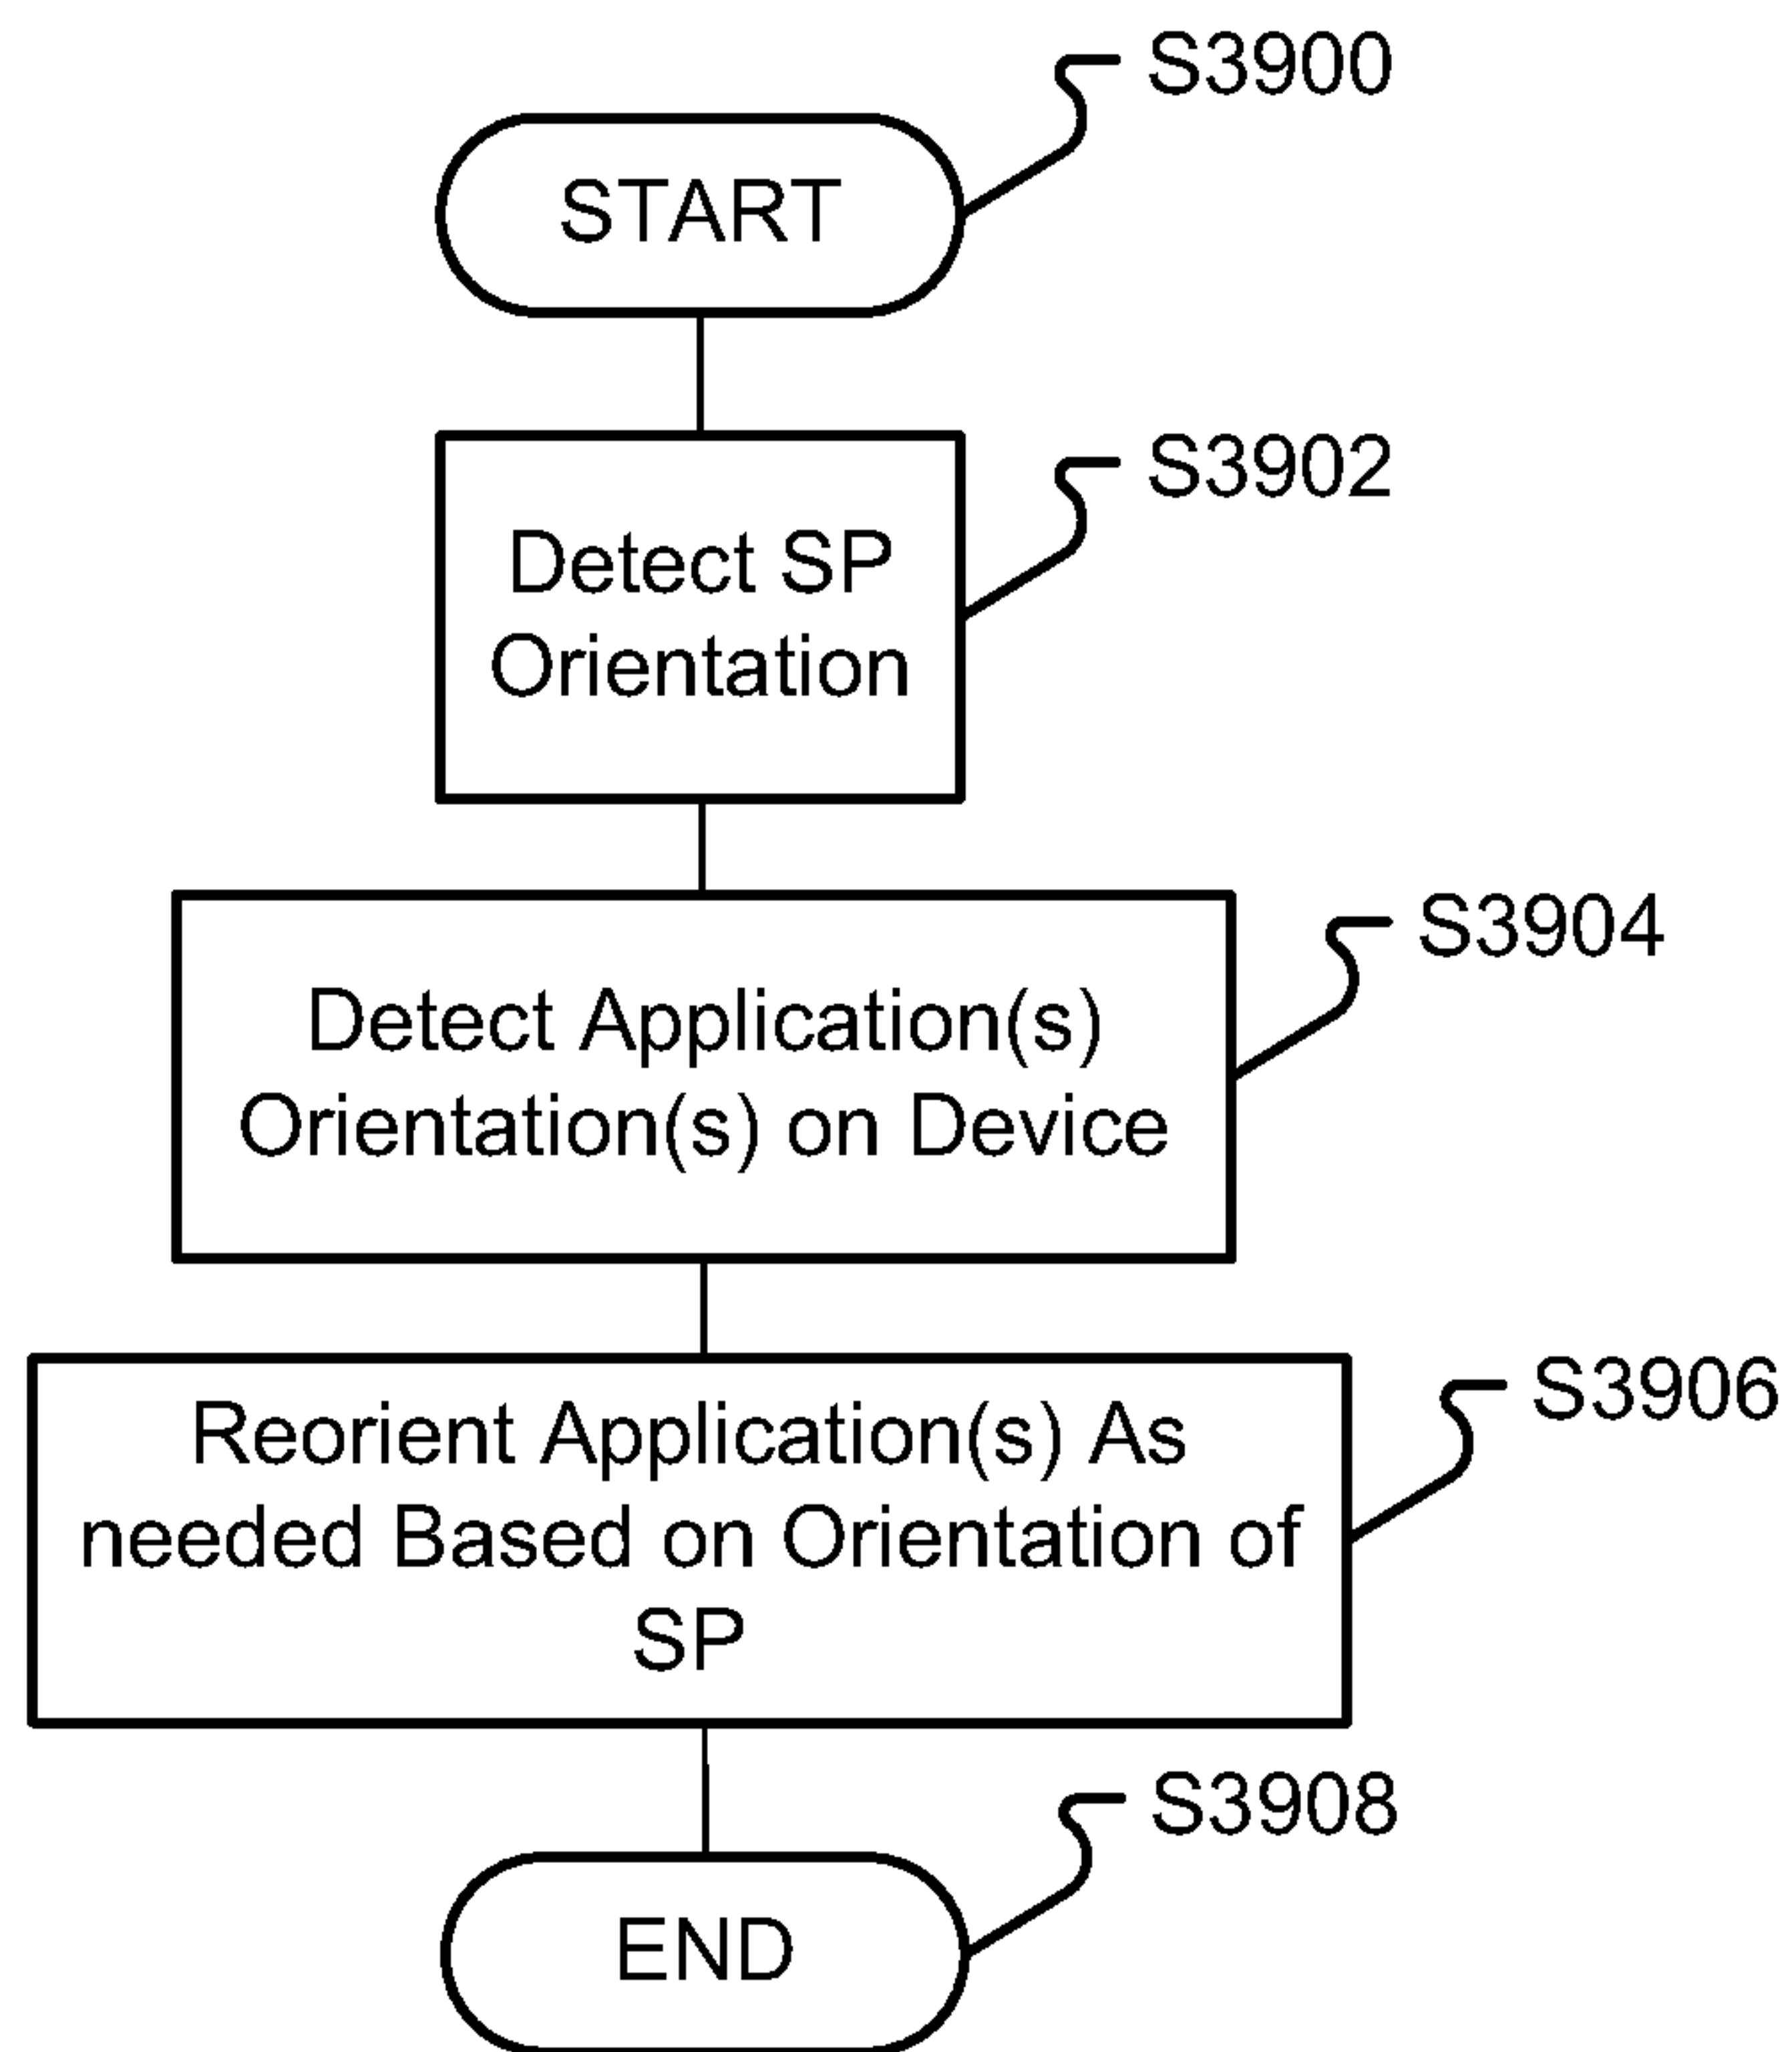 S3900
START
S3902
Detect SP
Orientation
S3904
Detect Application(s)
Orientation(s) on Device
S3906
Reorient Application(s) As
needed Based on Orientation of
SP
S3908
END